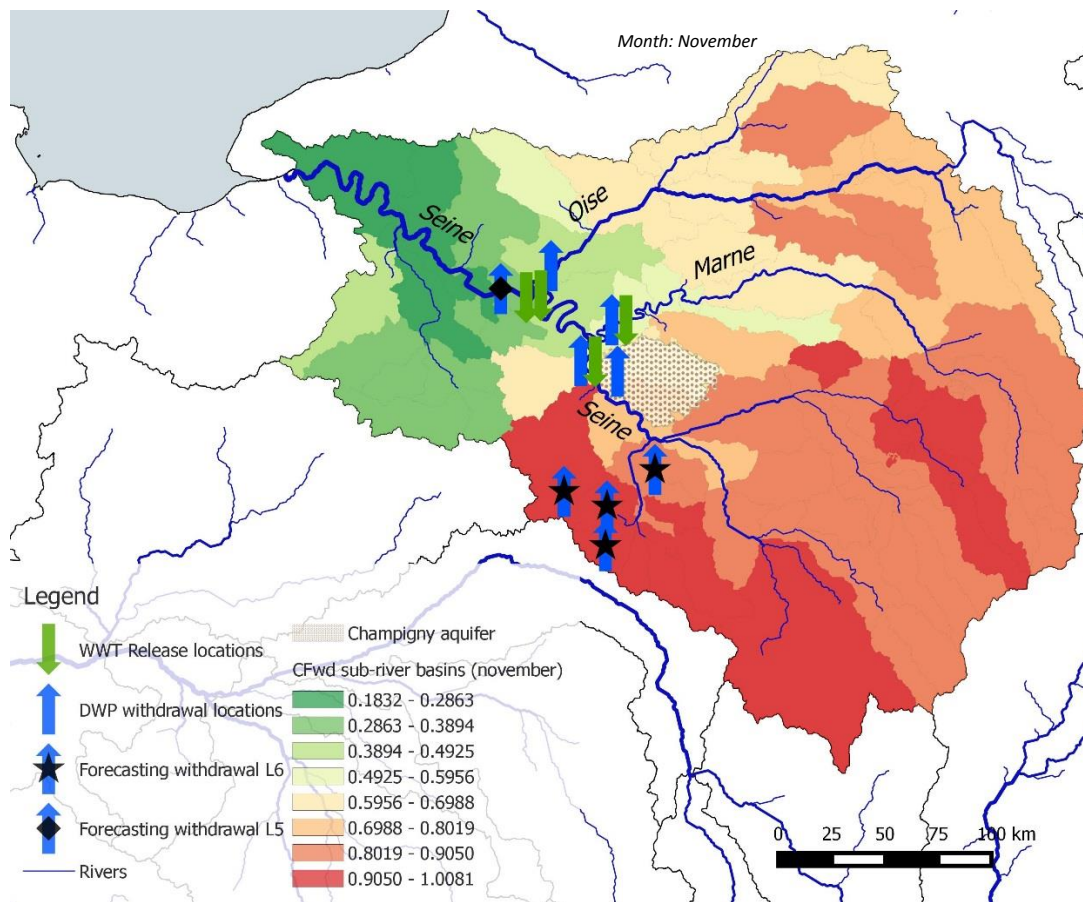 Month: November
Oise
Seine
Marne
Seine
Legend
WWT Release locations
DWP withdrawal locations
Forecasting withdrawal L6
Forecasting withdrawal L5
Rivers
Champigny aquifer
CFwd sub-river basins (november)
0.1832 - 0.2863
0.2863 - 0.3894
0.3894 - 0.4925
0.4925 - 0.5956
0.5956 - 0.6988
0.6988 - 0.8019
0.8019 - 0.9050
0.9050 - 1.0081
0 25 50 75 100 km